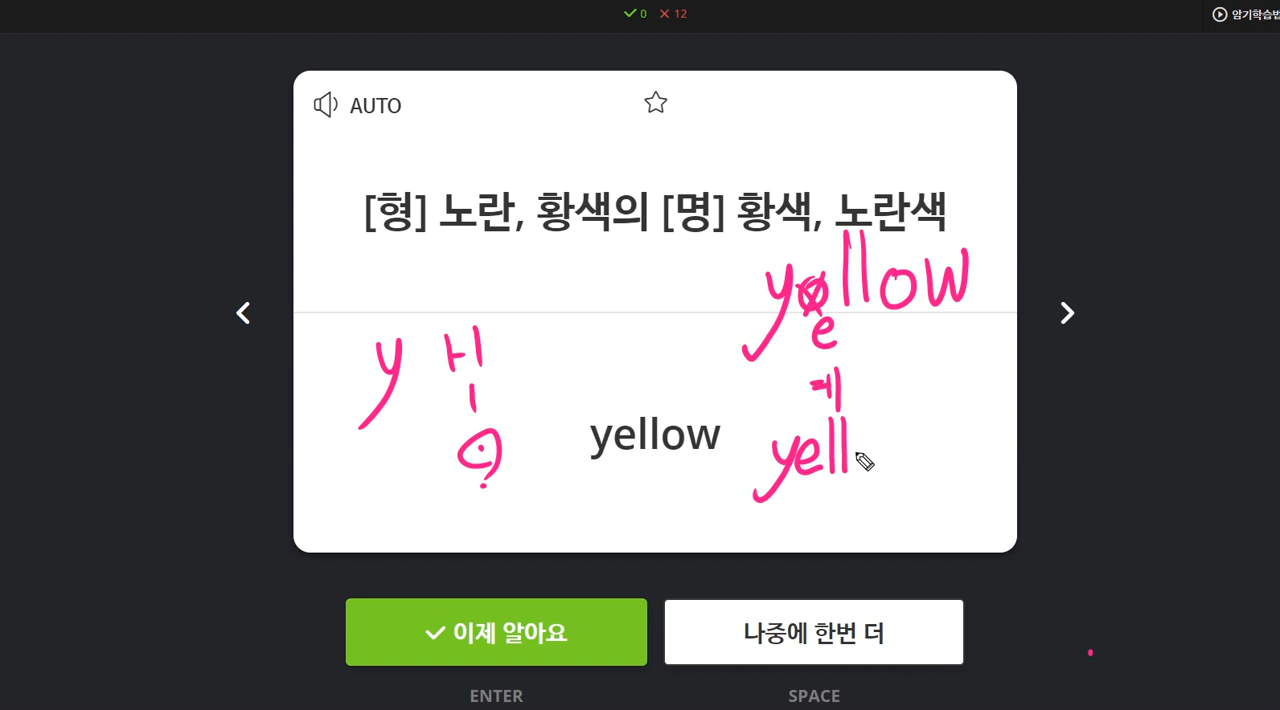 0 12
암기학습법
AUTO
[형] 노란, 황색의 [명] 황색, 노란색
yellow
e
y
ㅔ
yellow
yell
이제 알아요
나중에 한번 더
ENTER
SPACE